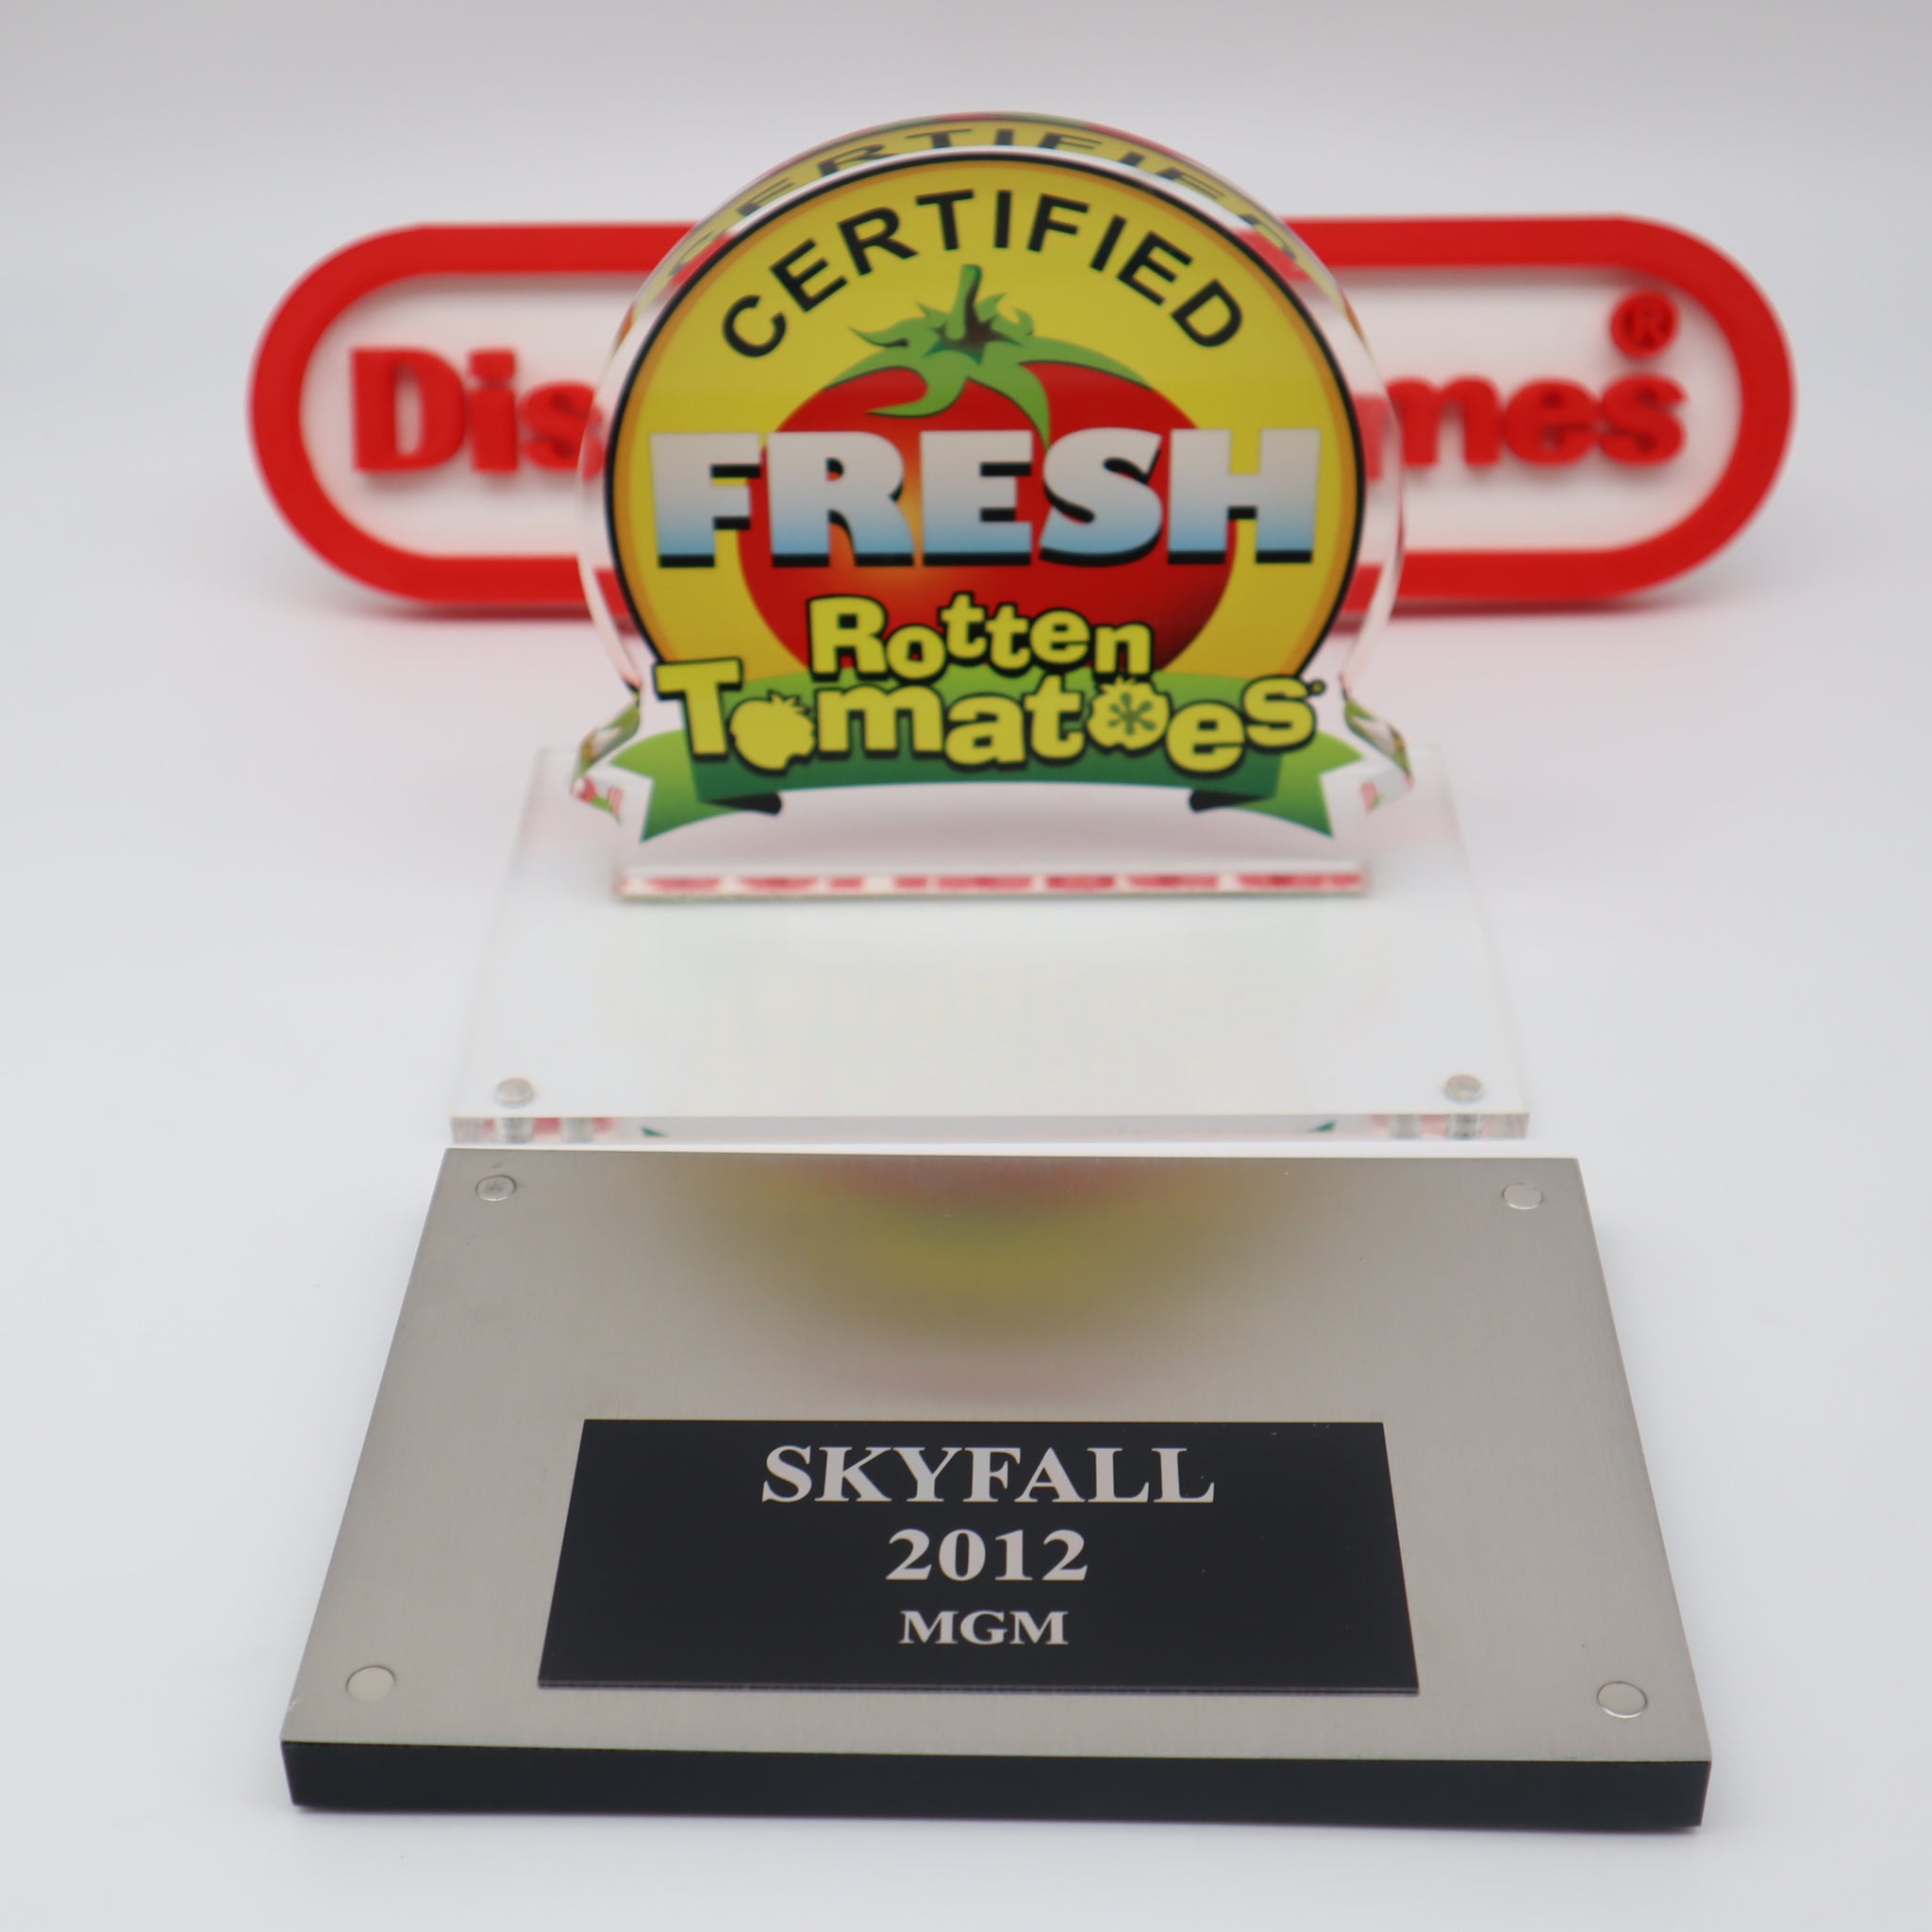 CERTIFIED
FRESH
Rotten
Tomatoes
SKYFALL
2012
MGM